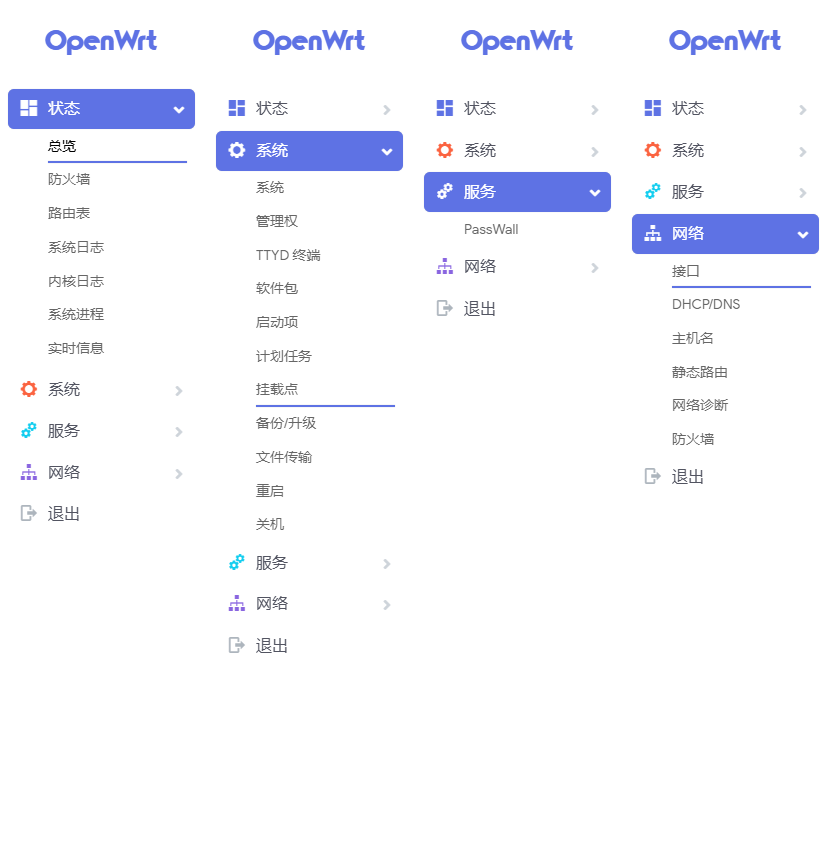 OpenWrt
状态
总览
防火墙
路由表
系统日志
内核日志
系统进程
实时信息
系统
服务
网络
退出
OpenWrt
状态
系统
系统
管理权
TTYD 终端
软件包
启动项
计划任务
挂载点
备份/升级
文件传输
重启
关机
服务
网络
退出
OpenWrt
状态
系统
服务
PassWall
网络
退出
OpenWrt
状态
系统
服务
网络
接口
DHCP/DNS
主机名
静态路由
网络诊断
防火墙
退出